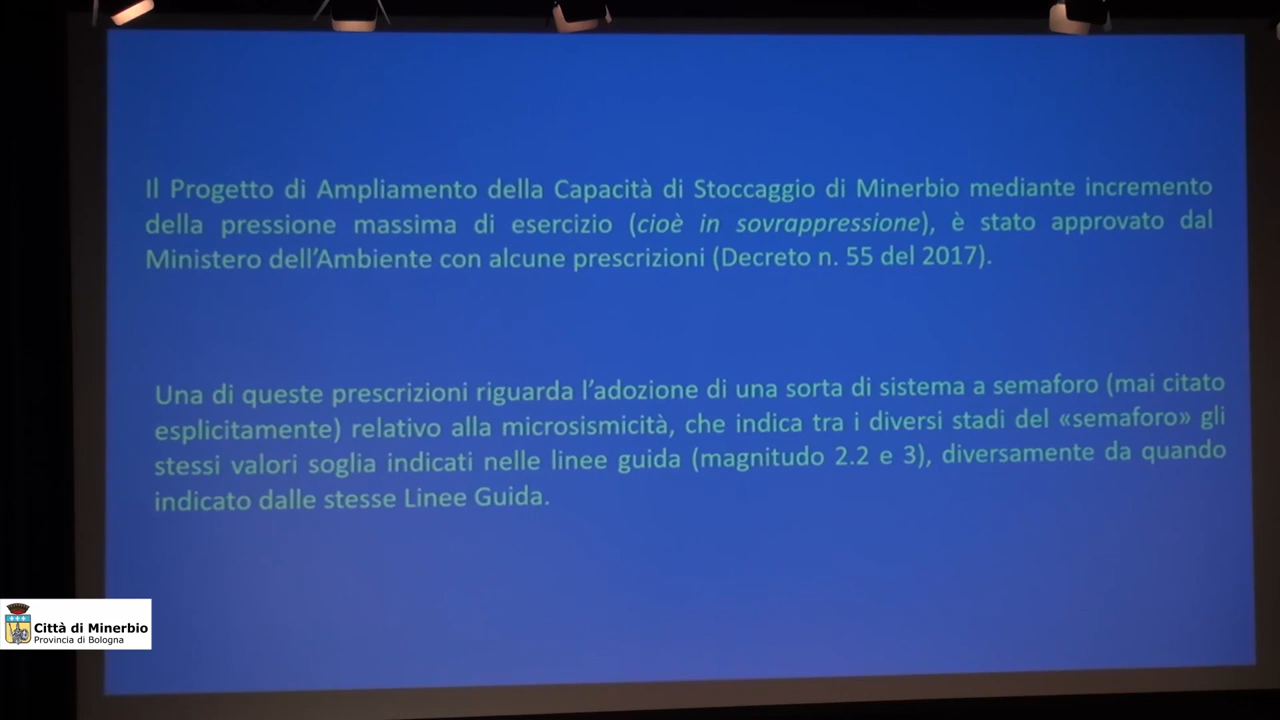 Il Progetto di Ampliamento della Capacità di Stoccaggio di Minerbio mediante incremento
della pressione massima di esercizio (cioè in sovrappressione), è stato approvato dal
Ministero dell'Ambiente con alcune prescrizioni (Decreto n. 55 del 2017).
Una di queste prescrizioni riguarda l'adozione di una sorta di sistema a semaforo (mai citato
esplicitamente) relativo alla microsismicità, che indica tra i diversi stadi del «semaforo» gli
stessi valori soglia indicati nelle linee guida (magnitudo 2.2 e 3), diversamente da quando
indicato dalle stesse Linee Guida.
Città di Minerbio
Provincia di Bologna